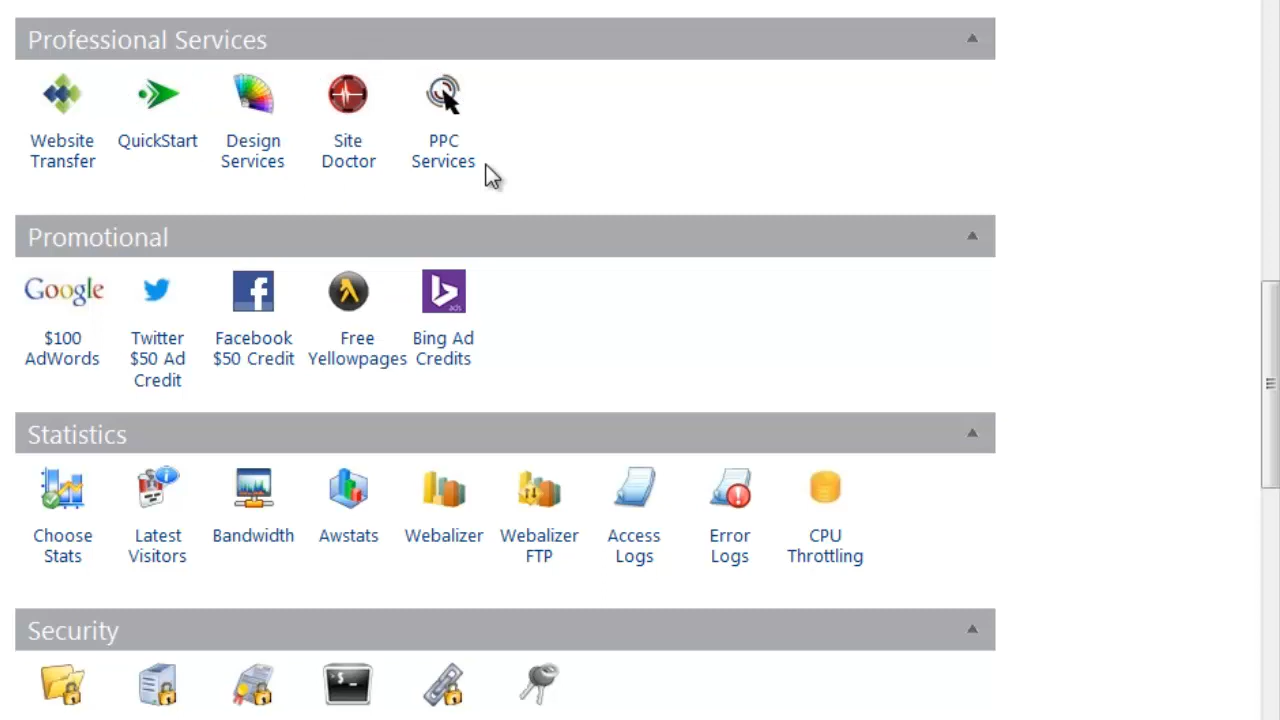 Professional Services
Website Transfer
QuickStart
Design Services
Site Doctor
PPC Services
Promotional
Google
$100 AdWords
Twitter $50 Ad Credit
Facebook $50 Credit
Free Yellowpages
ads
Bing Ad Credits
Statistics
Choose Stats
Latest Visitors
Bandwidth
Awstats
Webalizer
Webalizer FTP
Access Logs
Error Logs
CPU Throttling
Security
$_